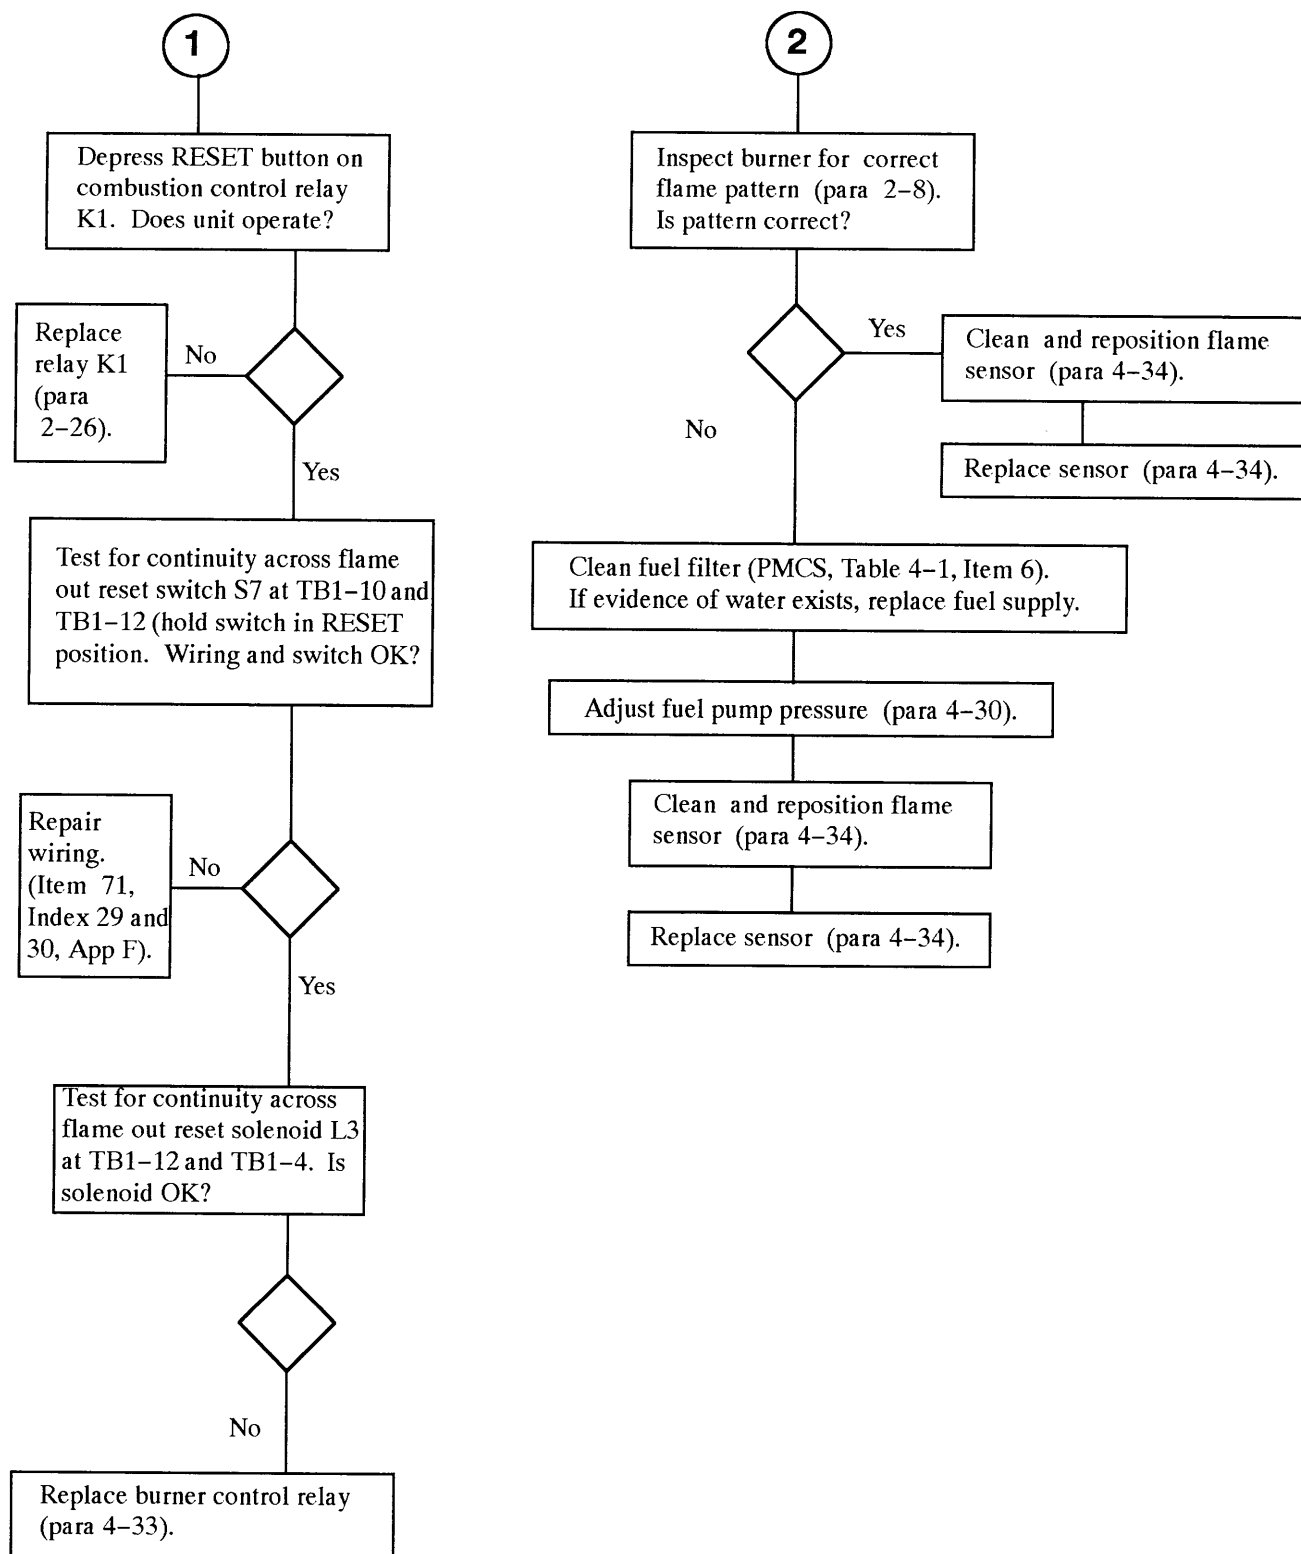 1
Depress RESET button on
combustion control relay
K1. Does unit operate?
Replace
relay K1
(para
2–26).
No
Yes
Test for continuity across flame
out reset switch S7 at TB1–10 and
TB1–12 (hold switch in RESET
position. Wiring and switch OK?
Repair
wiring.
(Item 71,
Index 29 and
30, App F).
No
Yes
Test for continuity across
flame out reset solenoid L3
at TB1–12 and TB1–4. Is
solenoid OK?
No
Replace burner control relay
(para 4–33).
2
Inspect burner for correct
flame pattern (para 2–8).
Is pattern correct?
Yes
Clean and reposition flame
sensor (para 4–34).
Replace sensor (para 4–34).
No
Clean fuel filter (PMCS, Table 4–1, Item 6).
If evidence of water exists, replace fuel supply.
Adjust fuel pump pressure (para 4–30).
Clean and reposition flame
sensor (para 4–34).
Replace sensor (para 4–34).